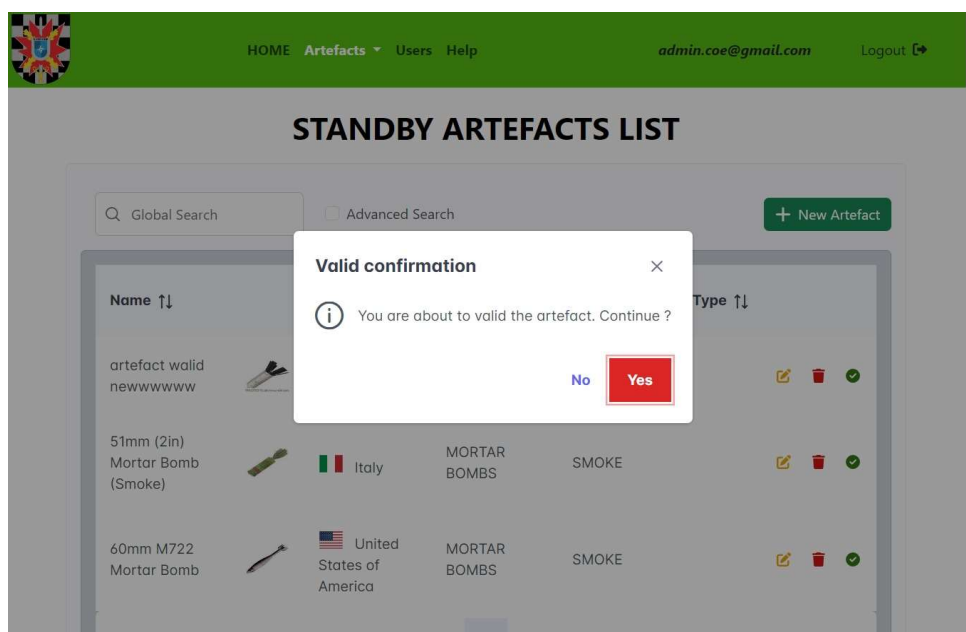 HOME Artefacts Users Help admin.coe@gmail.com Logout
STANDBY ARTEFACTS LIST
Global Search Advanced Search New Artefact
Valid confirmation
Name Type
You are about to valid the artefact. Continue ?
artefact walid
newwwwww
No Yes
51mm (2in)
Mortar Bomb
(Smoke)
Italy
MORTAR
BOMBS
SMOKE
60mm M722
Mortar Bomb
United
States of
America
MORTAR
BOMBS
SMOKE